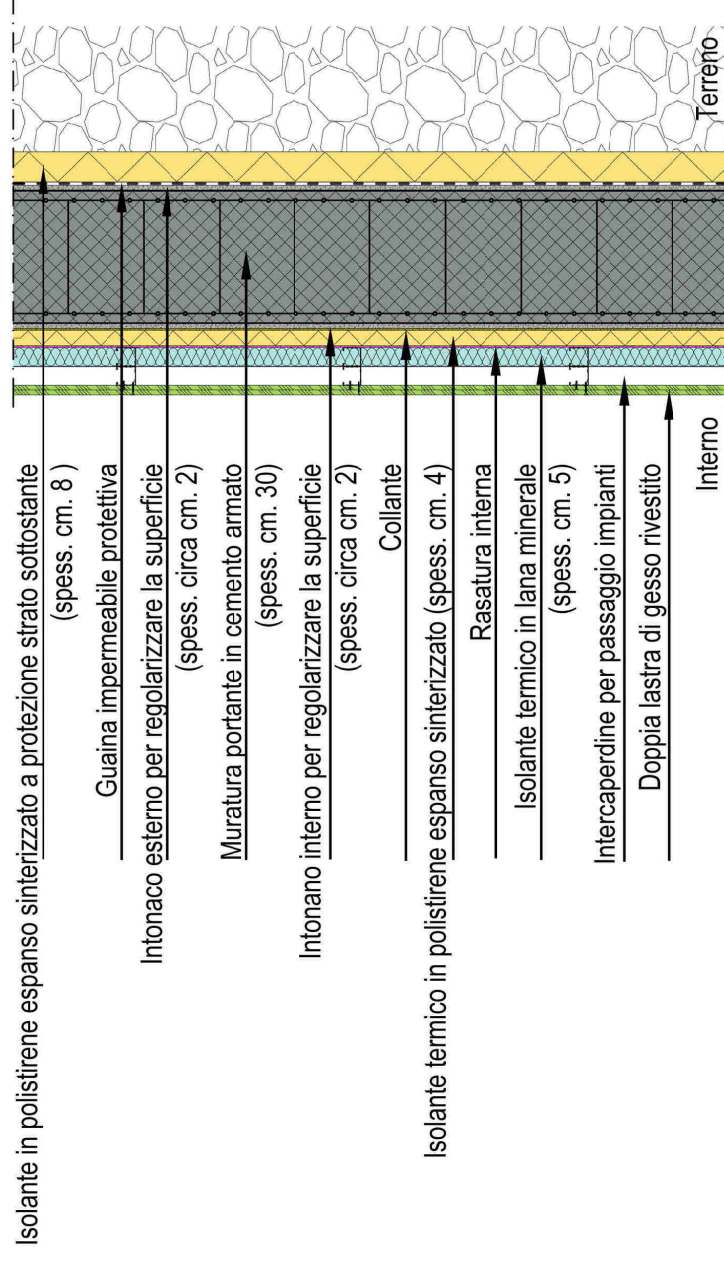 Isolante in polistirene espanso sinterizzato a protezione strato sottostante
(spess. cm. 8 )
Guaina impermeabile protettiva
Intonaco esterno per regolarizzare la superficie
(spess. circa cm. 2)
Muratura portante in cemento armato
(spess. cm. 30)
Intonano interno per regolarizzare la superficie
(spess. circa cm. 2)
Collante
Isolante termico in polistirene espanso sinterizzato (spess. cm. 4)
Rasatura interna
Isolante termico in lana minerale
(spess. cm. 5)
Intercaperdine per passaggio impianti
Doppia lastra di gesso rivestito
Interno
Terreno